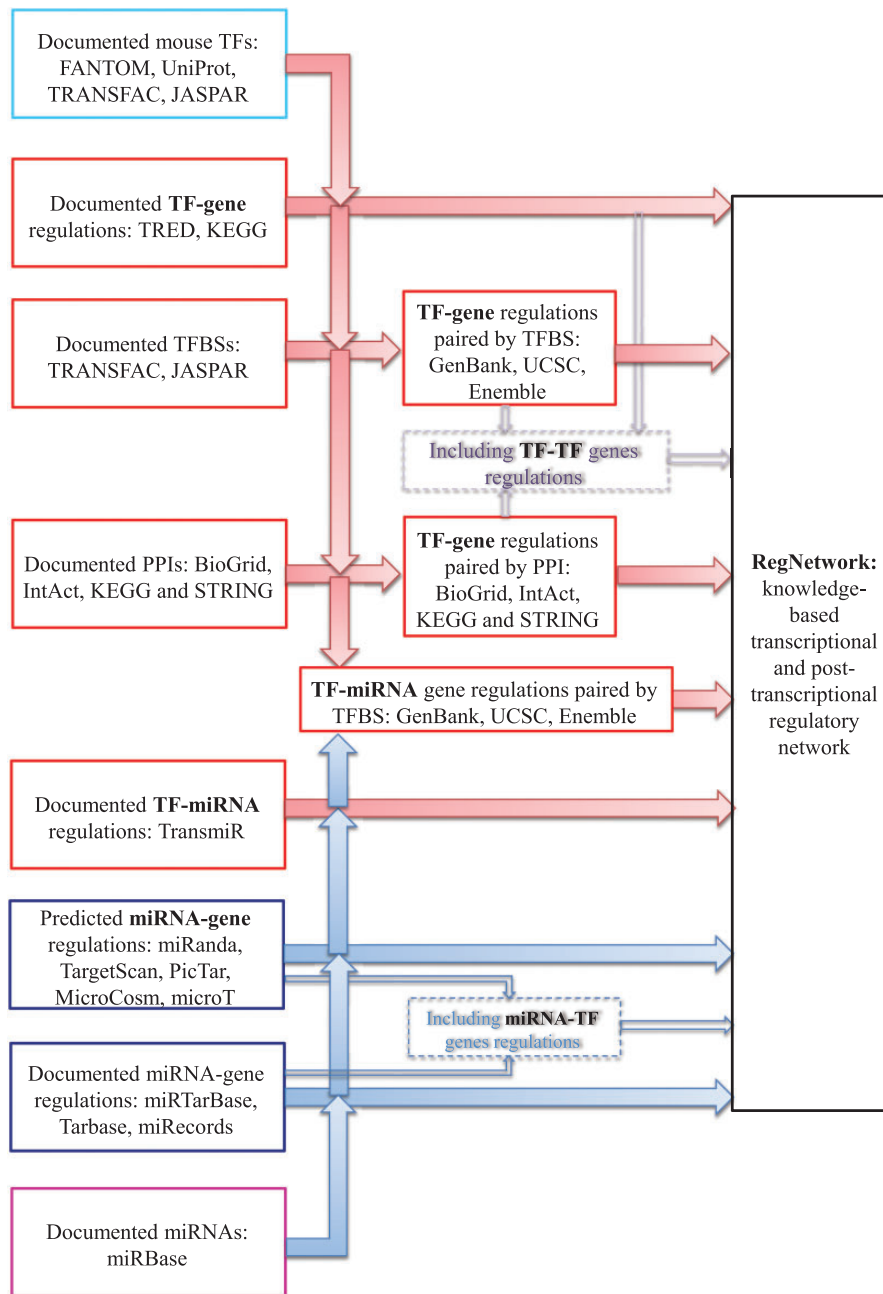 Documented mouse TFs:
FANTOM, UniProt,
TRANSFAC, JASPAR
Documented TF-gene
regulations: TRED, KEGG
Documented TFBSs:
TRANSFAC, JASPAR
TF-gene regulations
paired by TFBS:
GenBank, UCSC,
Enemble
Including TF-TF genes
regulations
Documented PPIs: BioGrid,
IntAct, KEGG and STRING
TF-gene regulations
paired by PPI:
BioGrid, IntAct,
KEGG and STRING
RegNetwork:
knowledge-
based
transcriptional
and post-
transcriptional
regulatory
network
TF-miRNA gene regulations paired by
TFBS: GenBank, UCSC, Enemble
Documented TF-miRNA
regulations: TransmiR
Predicted miRNA-gene
regulations: miRanda,
TargetScan, PicTar,
MicroCosm, microT
Including miRNA-TF
genes regulations
Documented miRNA-gene
regulations: miRTarBase,
Tarbase, miRecords
Documented miRNAs:
miRBase